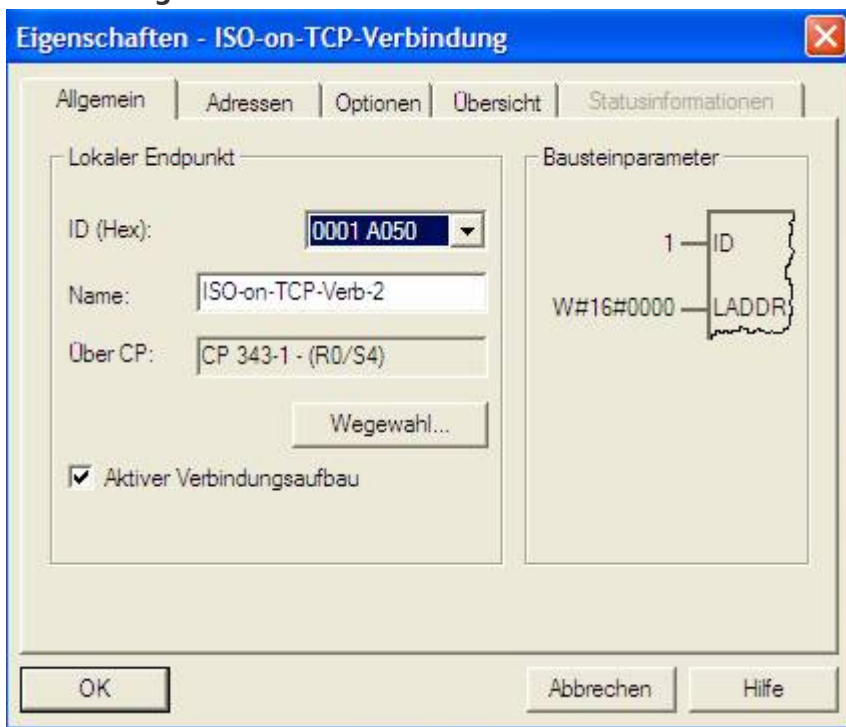 Eigenschaften - ISO-on-TCP-Verbindung
Allgemein Adressen Optionen Übersicht Statusinformationen
Lokaler Endpunkt
ID (Hex): 0001 A050
Name: ISO-on-TCP-Verb-2
Über CP: CP 343-1 - (R0/S4)
Wegewahl...
Aktiver Verbindungsaufbau
Bausteinparameter
1 ID
W#16#0000 LADDR
OK Abbrechen Hilfe